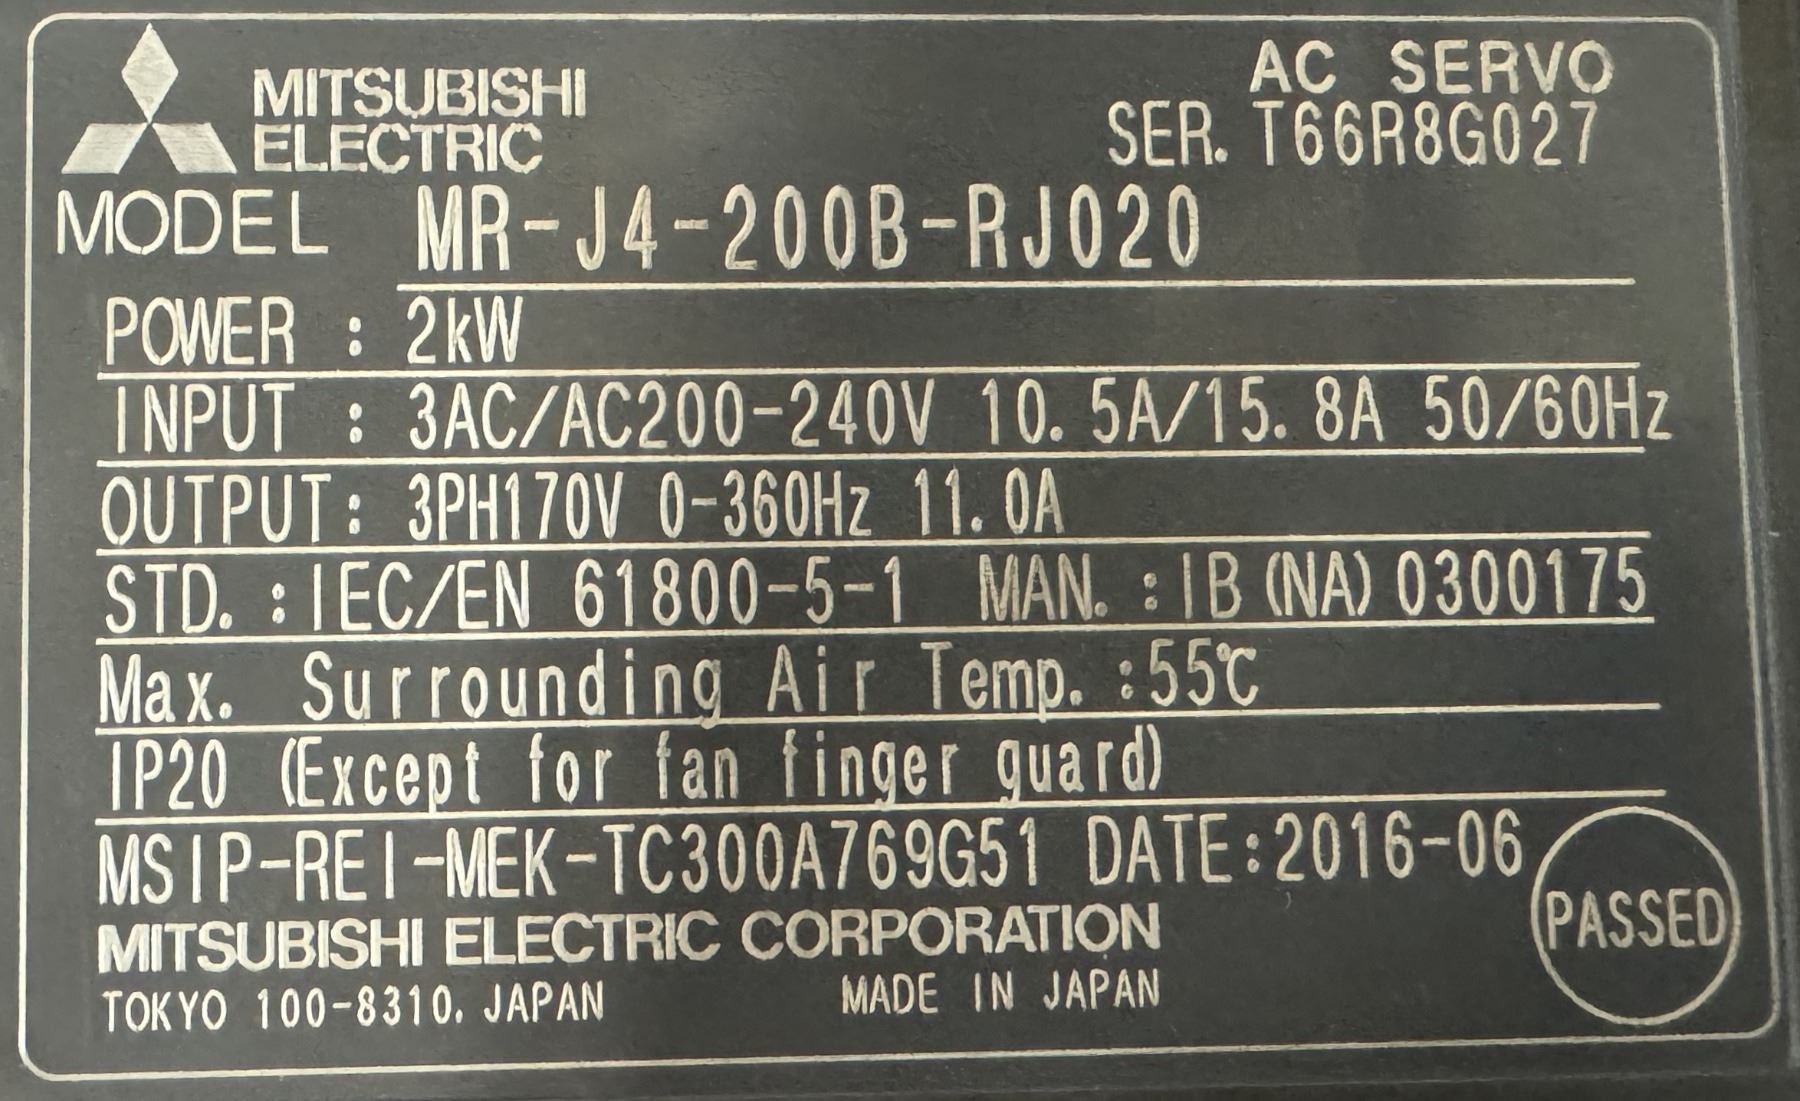 MITSUBISHI
ELECTRIC
AC SERVO
SER. T66R8G027
MODEL MR-J4-200B-RJ020
POWER : 2kW
INPUT : 3AC/AC200-240V 10.5A/15.8A 50/60Hz
OUTPUT: 3PH170V 0-360Hz 11.0A
STD. :IEC/EN 61800-5-1 MAN. :IB(NA)0300175
Max. Surrounding Air Temp. :55℃
IP20 (Except for fan finger guard)
MSIP-REI-MEK-TC300A769G51 DATE:2016-06
PASSED
MITSUBISHI ELECTRIC CORPORATION
TOKYO 100-8310, JAPAN MADE IN JAPAN